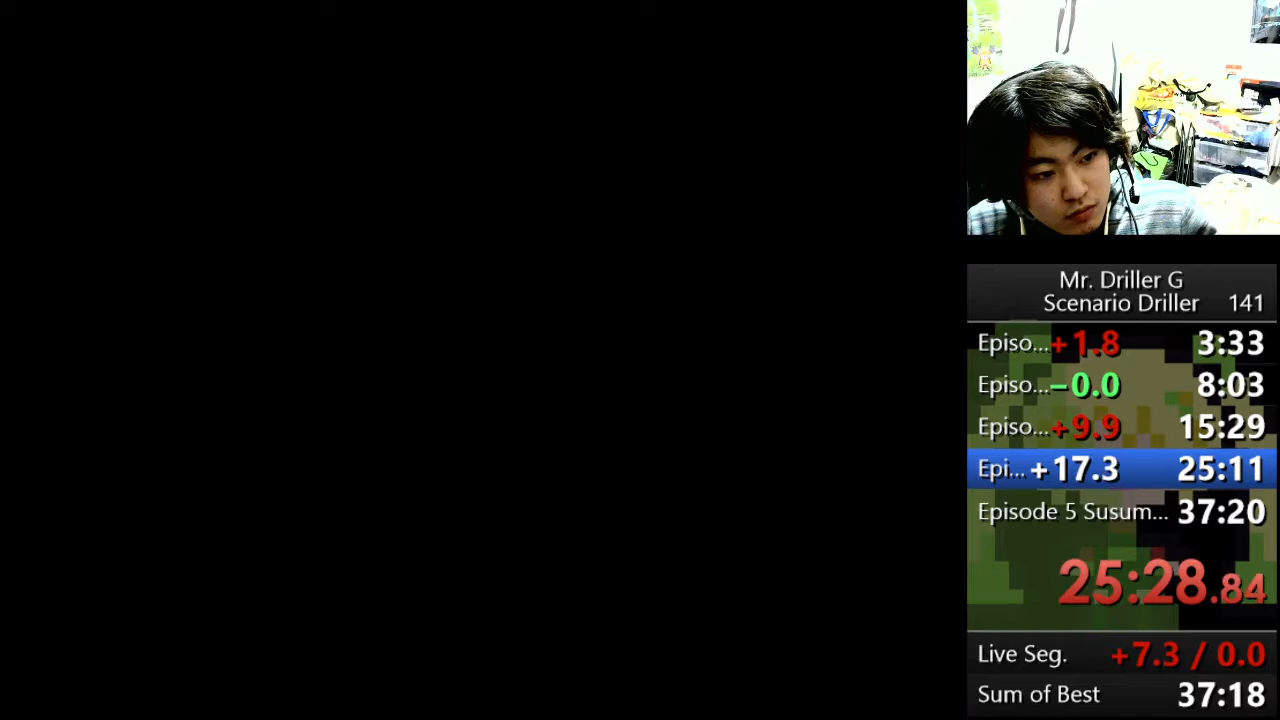 Mr. Driller G
Scenario Driller 141
Episo... +1.8 3:33
Episo... −0.0 8:03
Episo... +9.9 15:29
Epi... +17.3 25:11
Episode 5 Susum... 37:20
25:28.84
Live Seg. +7.3 / 0.0
Sum of Best 37:18